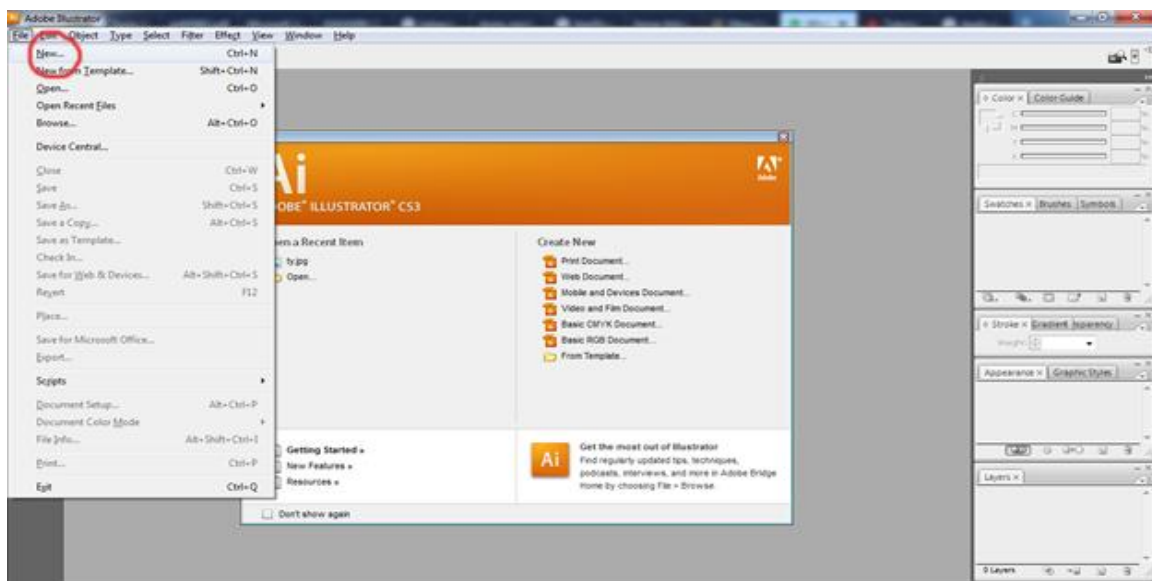 Adobe Illustrator
File Edit Object Type Select Filter Effect View Window Help
New... Ctrl+N
New from Template... Shift+Ctrl+N
Open... Ctrl+O
Open Recent Files
Browse... Alt+Ctrl+O
Device Central...
Close Ctrl+W
Save Ctrl+S
Save As... Shift+Ctrl+S
Save a Copy... Alt+Ctrl+S
Save as Template...
Check In...
Save for Web & Devices... Alt+Shift+Ctrl+S
Revert F12
Place...
Save for Microsoft Office...
Export...
Scripts
Document Setup... Alt+Ctrl+P
Document Color Mode
File Info... Alt+Shift+Ctrl+I
Print... Ctrl+P
Exit Ctrl+Q
Ai
OBE® ILLUSTRATOR® CS3
Adobe
en a Recent Item
ty.jpg
Open...
Create New
Print Document...
Web Document...
Mobile and Devices Document...
Video and Film Document...
Basic CMYK Document...
Basic RGB Document...
From Template...
Getting Started »
New Features »
Resources »
Ai
Get the most out of Illustrator
Find regularly updated tips, techniques,
podcasts, interviews, and more in Adobe Bridge
Home by choosing File > Browse.
Don't show again
Color × Color Guide
C
M
Y
K
Swatches × Brushes Symbols
Stroke × Gradient
Weight:
Appearance × Graphic Styles
Layers ×
0 Layers